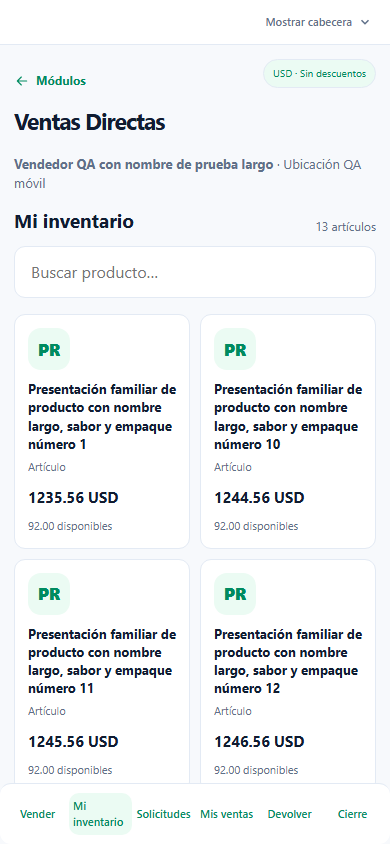 Mostrar cabecera
← Módulos
USD · Sin descuentos
Ventas Directas
Vendedor QA con nombre de prueba largo · Ubicación QA
móvil
Mi inventario
13 artículos
Buscar producto...
PR
Presentación familiar de
producto con nombre
largo, sabor y empaque
número 1
Artículo
1235.56 USD
92.00 disponibles
PR
Presentación familiar de
producto con nombre
largo, sabor y empaque
número 10
Artículo
1244.56 USD
92.00 disponibles
PR
Presentación familiar de
producto con nombre
largo, sabor y empaque
número 11
Artículo
1245.56 USD
92.00 disponibles
PR
Presentación familiar de
producto con nombre
largo, sabor y empaque
número 12
Artículo
1246.56 USD
92.00 disponibles
Vender
Mi
inventario
Solicitudes
Mis ventas
Devolver
Cierre